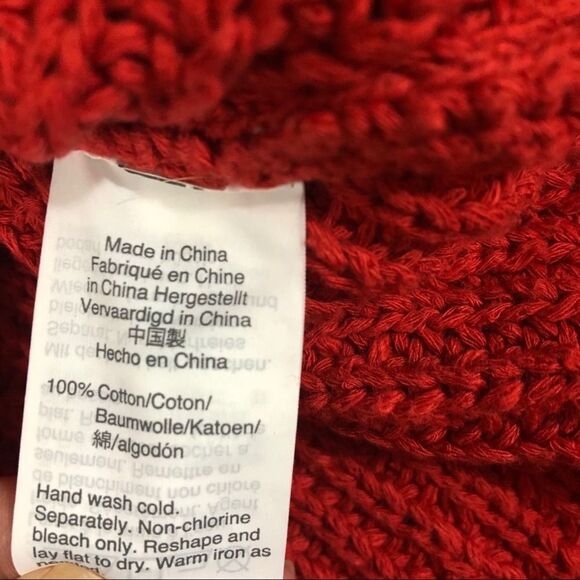 Made in China
Fabriqué en Chine
in China Hergestellt
Vervaardigd in China
中国製
Hecho en China
100% Cotton/Coton/
Baumwolle/Katoen/
綿/algodón
Hand wash cold.
Separately. Non-chlorine
bleach only. Reshape and
lay flat to dry. Warm iron as